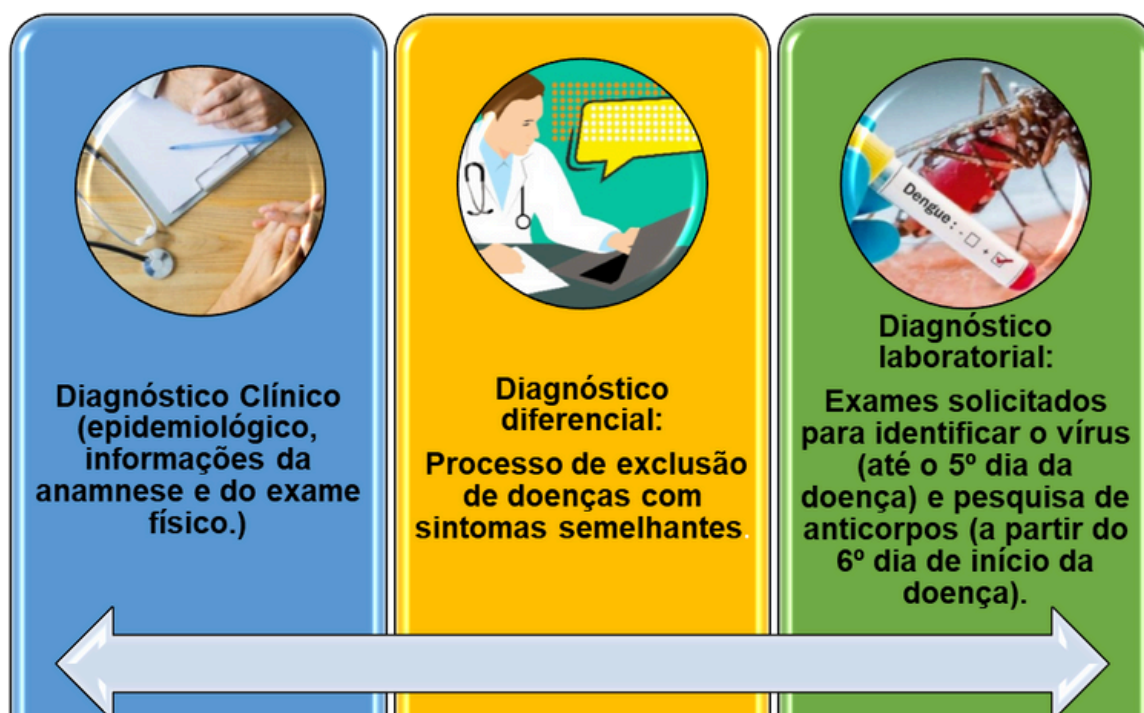 Diagnóstico Clínico
(epidemiológico,
informações da
anamnese e do exame
físico.)
Diagnóstico
diferencial:
Processo de exclusão
de doenças com
sintomas semelhantes.
Dengue: - +
Diagnóstico
laboratorial:
Exames solicitados
para identificar o vírus
(até o 5º dia da
doença) e pesquisa de
anticorpos (a partir do
6º dia de início da
doença).